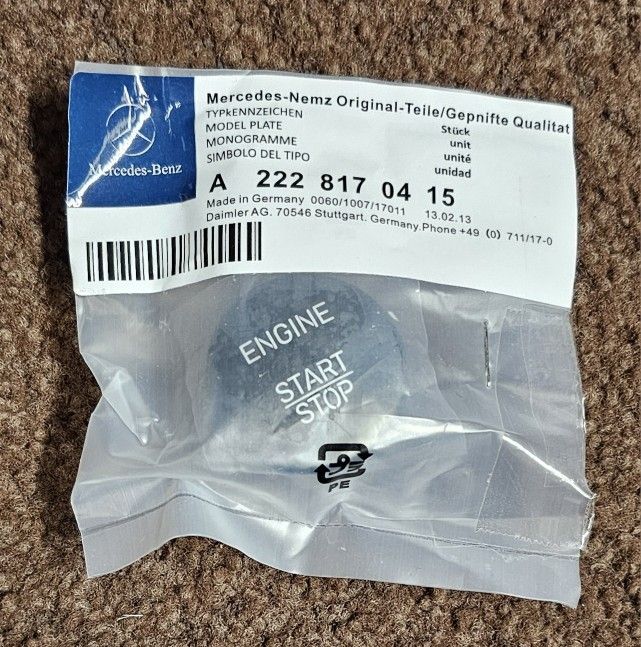 Mercedes-Benz
Mercedes-Nemz Original-Teile/Gepnifte Qualitat
TYPKENNZEICHEN
MODEL PLATE
MONOGRAMME
SIMBOLO DEL TIPO
Stück
unit
unité
unidad
A 222 817 04 15
Made in Germany 0060/1007/17011 13.02.13
Daimler AG. 70546 Stuttgart. Germany.Phone +49 (0) 711/17-0
ENGINE
START
STOP
PE